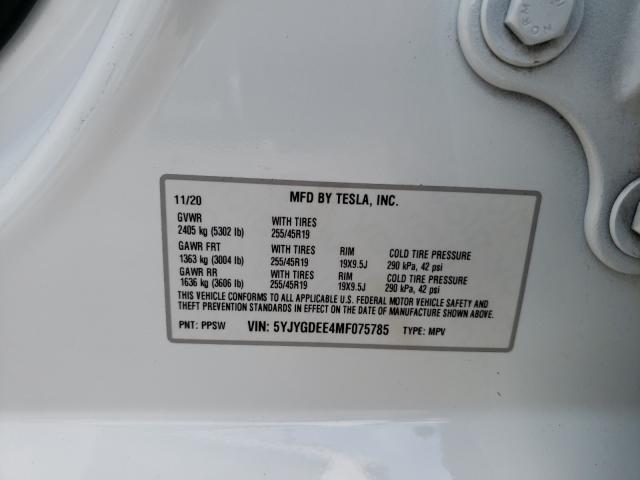 NORM
11/20 MFD BY TESLA, INC.
GVWR WITH TIRES
2405 kg (5302 lb) 255/45R19
GAWR FRT WITH TIRES RIM COLD TIRE PRESSURE
1363 kg (3004 lb) 255/45R19 19X9.5J 290 kPa, 42 psi
GAWR RR WITH TIRES RIM COLD TIRE PRESSURE
1636 kg (3606 lb) 255/45R19 19X9.5J 290 kPa, 42 psi
THIS VEHICLE CONFORMS TO ALL APPLICABLE U.S. FEDERAL MOTOR VEHICLE SAFETY AND
THEFT PREVENTION STANDARDS IN EFFECT ON THE DATE OF MANUFACTURE SHOWN ABOVE.
PNT: PPSW VIN: 5YJYGDEE4MF075785 TYPE: MPV